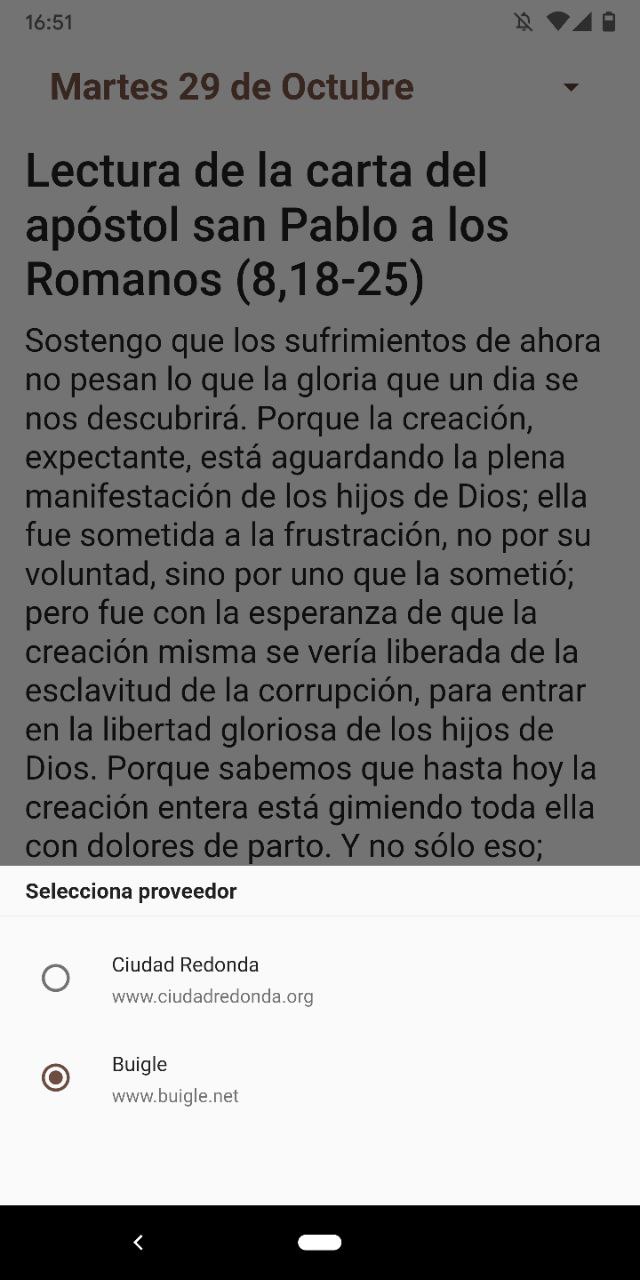 16:51
Martes 29 de Octubre
Lectura de la carta del
apóstol san Pablo a los
Romanos (8,18-25)
Sostengo que los sufrimientos de ahora
no pesan lo que la gloria que un dia se
nos descubrirá. Porque la creación,
expectante, está aguardando la plena
manifestación de los hijos de Dios; ella
fue sometida a la frustración, no por su
voluntad, sino por uno que la sometió;
pero fue con la esperanza de que la
creación misma se vería liberada de la
esclavitud de la corrupción, para entrar
en la libertad gloriosa de los hijos de
Dios. Porque sabemos que hasta hoy la
creación entera está gimiendo toda ella
con dolores de parto. Y no sólo eso;
Selecciona proveedor
Ciudad Redonda
www.ciudadredonda.org
Buigle
www.buigle.net